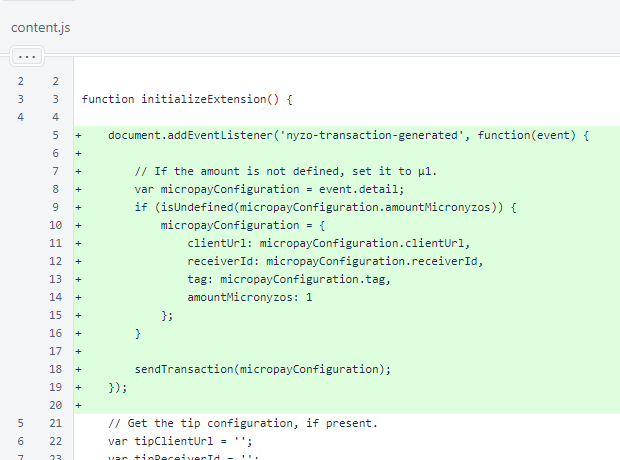 content.js
...
2 2
3 3 function initializeExtension() {
4 4
5 + document.addEventListener('nyzo-transaction-generated', function(event) {
6 +
7 + // If the amount is not defined, set it to µ1.
8 + var micropayConfiguration = event.detail;
9 + if (isUndefined(micropayConfiguration.amountMicronyzos)) {
10 + micropayConfiguration = {
11 + clientUrl: micropayConfiguration.clientUrl,
12 + receiverId: micropayConfiguration.receiverId,
13 + tag: micropayConfiguration.tag,
14 + amountMicronyzos: 1
15 + };
16 + }
17 +
18 + sendTransaction(micropayConfiguration);
19 + });
20 +
5 21 // Get the tip configuration, if present.
6 22 var tipClientUrl = '';
7 23 var tipReceiverId = '';